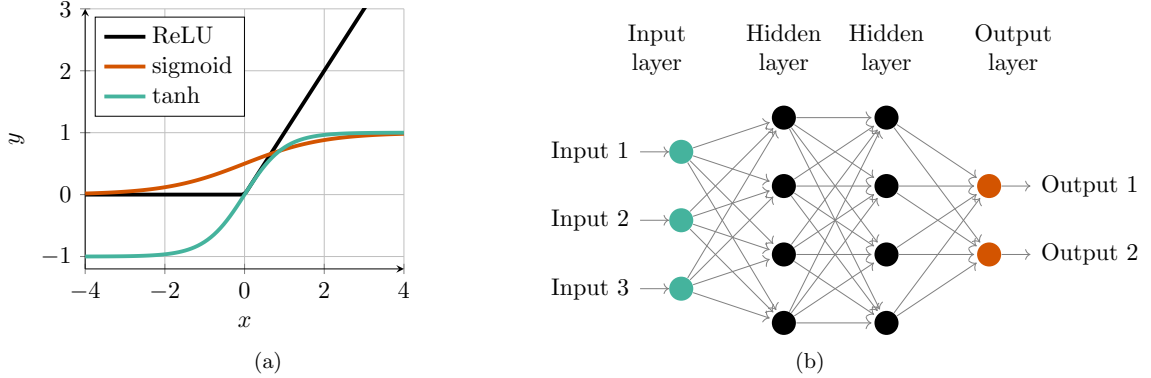 3
2
1
0
−1
y
ReLU
sigmoid
tanh
−4 −2 0 2 4
x
(a)
Input layer
Hidden layer
Hidden layer
Output layer
Input 1
Input 2
Input 3
Output 1
Output 2
(b)